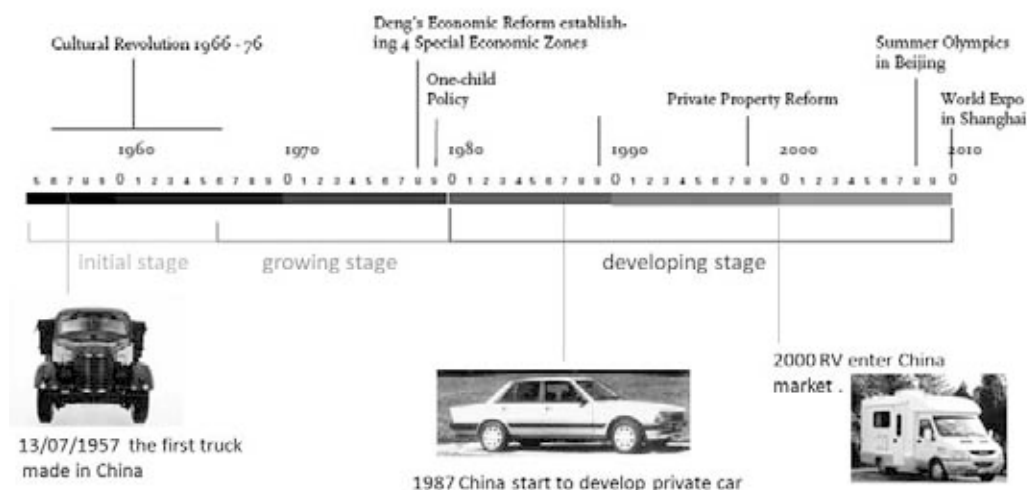 Deng's Economic Reform establish-
ing 4 Special Economic Zones
Cultural Revolution 1966 - 76
Summer Olympics
in Beijing
One-child
Policy
Private Property Reform
World Expo
in Shanghai
1960 1970 1980 1990 2000 2010
5 6 7 8 9 0 1 2 3 4 5 6 7 8 9 0 1 2 3 4 5 6 7 8 9 0 1 2 3 4 5 6 7 8 9 0 1 2 3 4 5 6 7 8 9 0 1 2 3 4 5 6 7 8 9 0
initial stage growing stage developing stage
2000 RV enter China
market .
13/07/1957 the first truck
made in China
1987 China start to develop private car